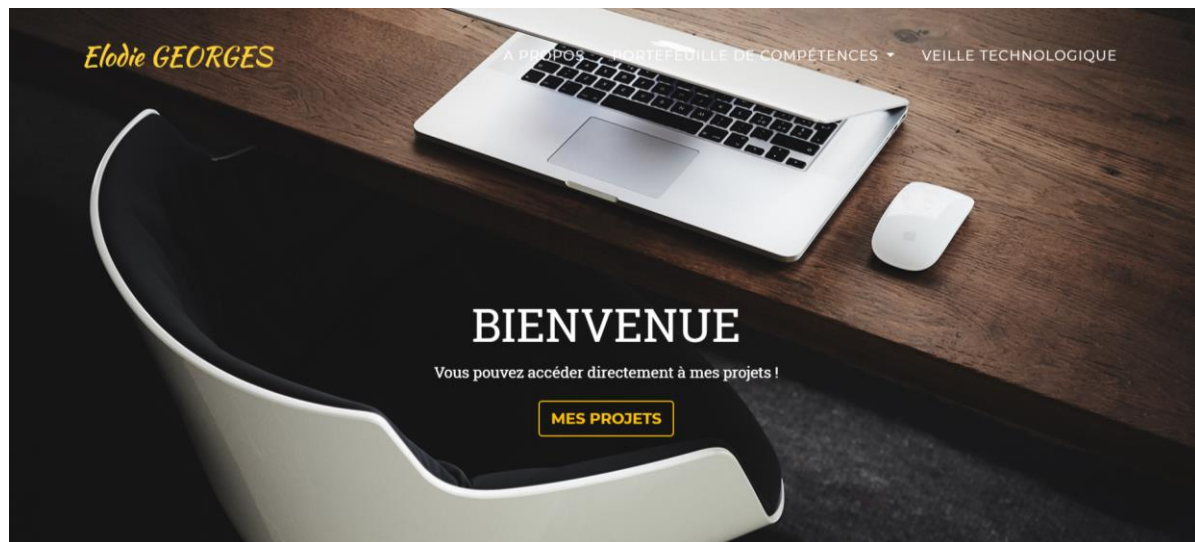 Elodie GEORGES
A PROPOS PORTEFEUILLE DE COMPÉTENCES VEILLE TECHNOLOGIQUE
BIENVENUE
Vous pouvez accéder directement à mes projets !
MES PROJETS